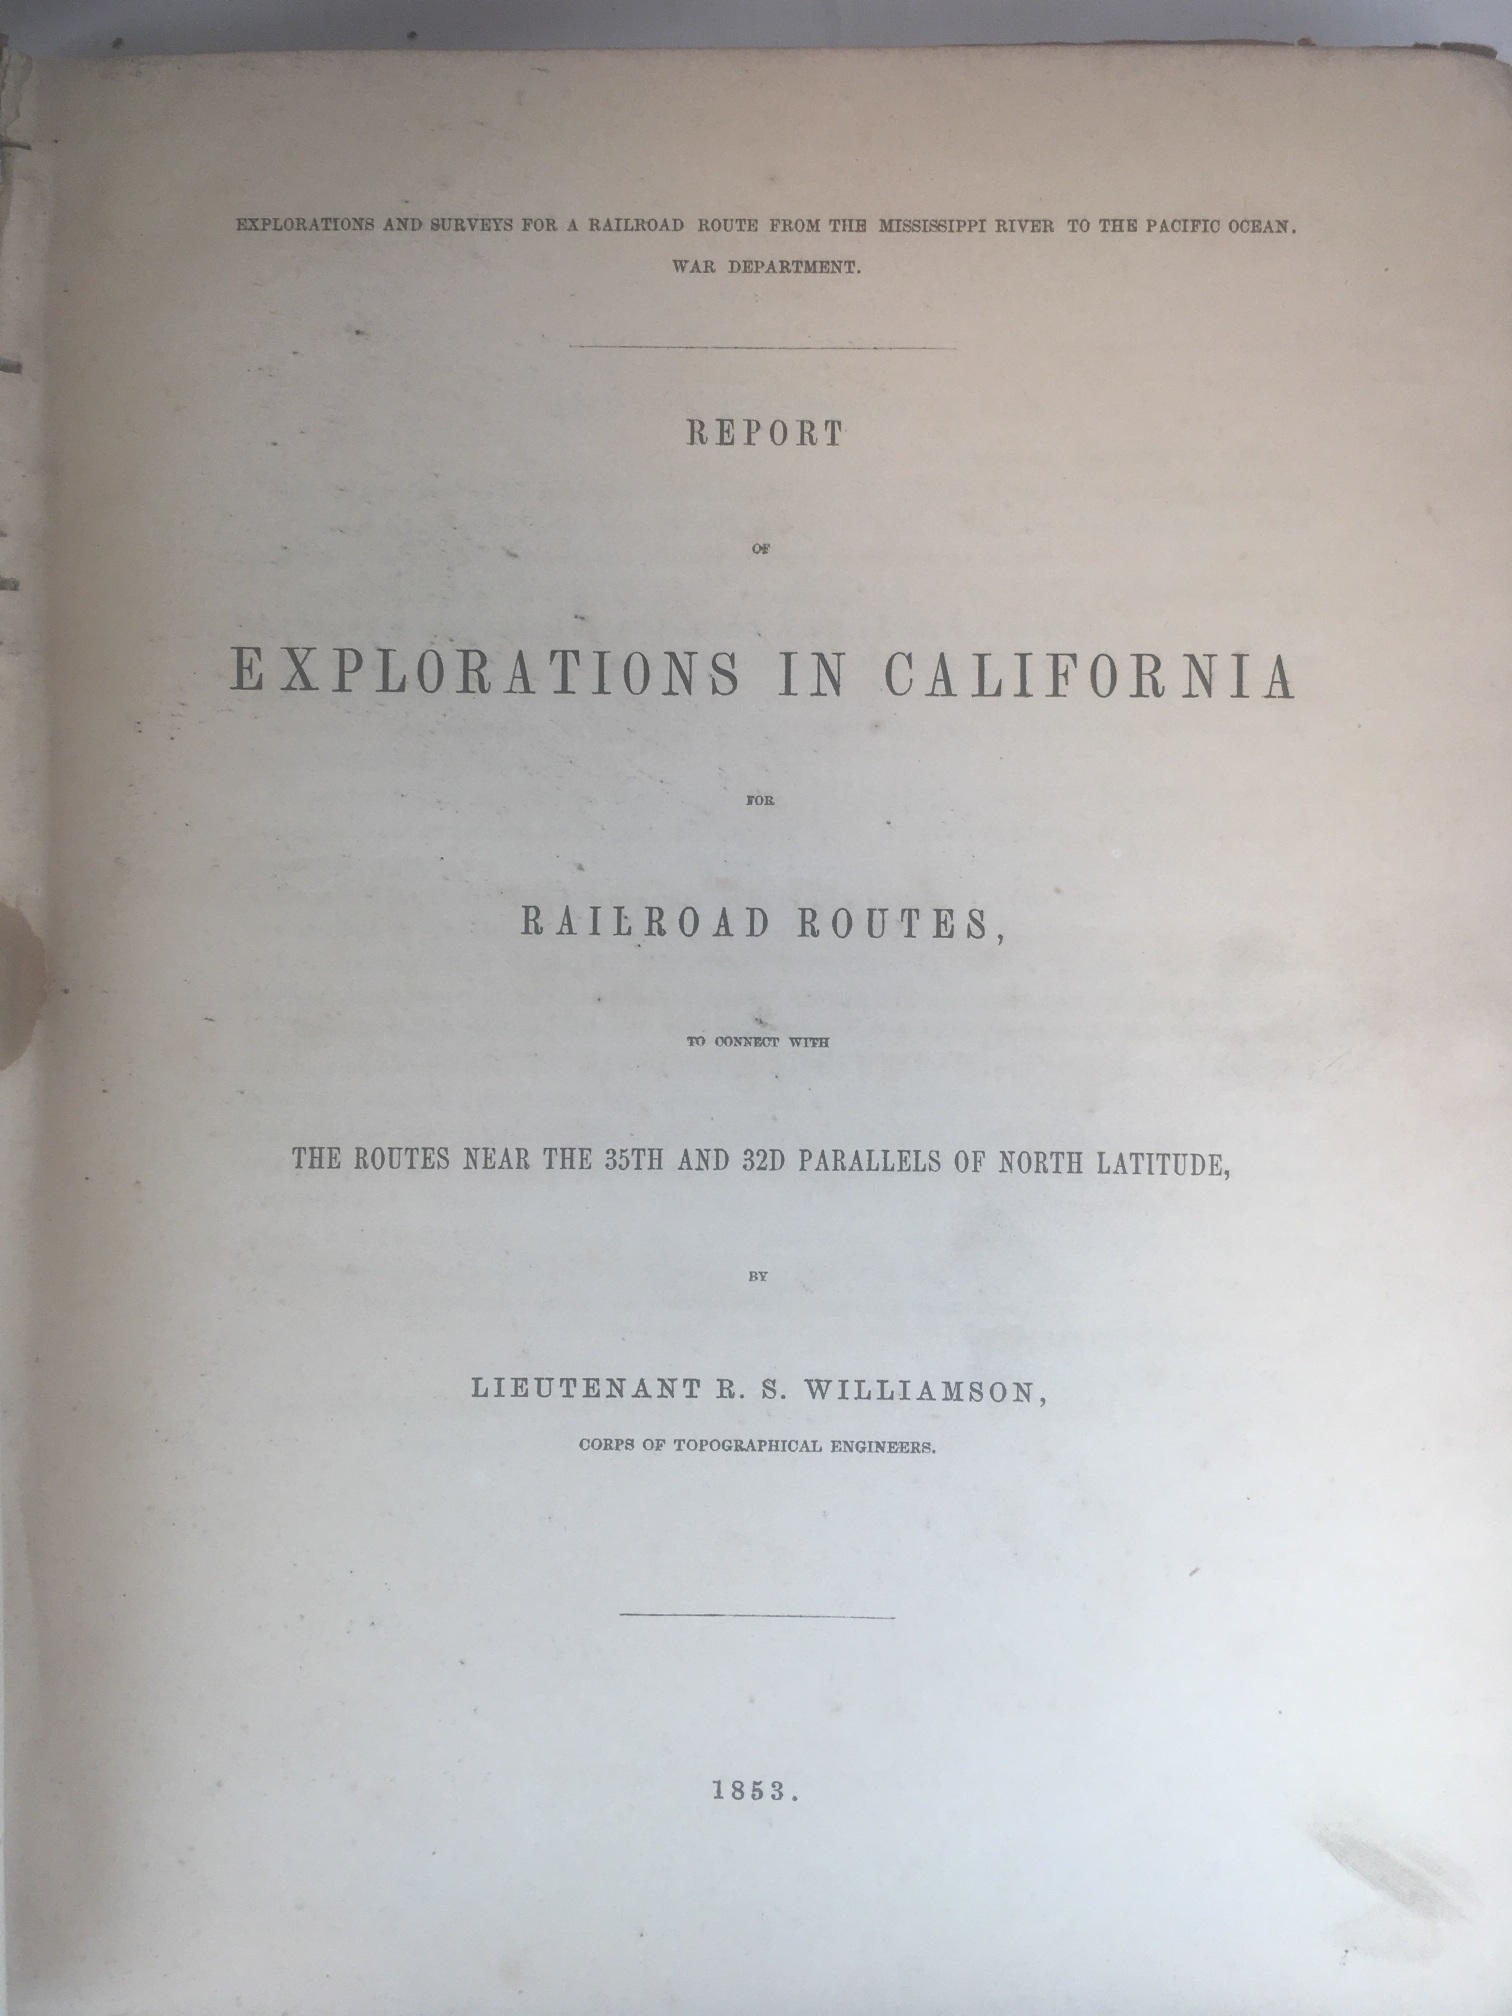 EXPLORATIONS AND SURVEYS FOR A RAILROAD ROUTE FROM THE MISSISSIPPI RIVER TO THE PACIFIC OCEAN.
WAR DEPARTMENT.
REPORT
OF
EXPLORATIONS IN CALIFORNIA
FOR
RAILROAD ROUTES,
TO CONNECT WITH
THE ROUTES NEAR THE 35TH AND 32D PARALLELS OF NORTH LATITUDE,
BY
LIEUTENANT R. S. WILLIAMSON,
CORPS OF TOPOGRAPHICAL ENGINEERS.
1853.